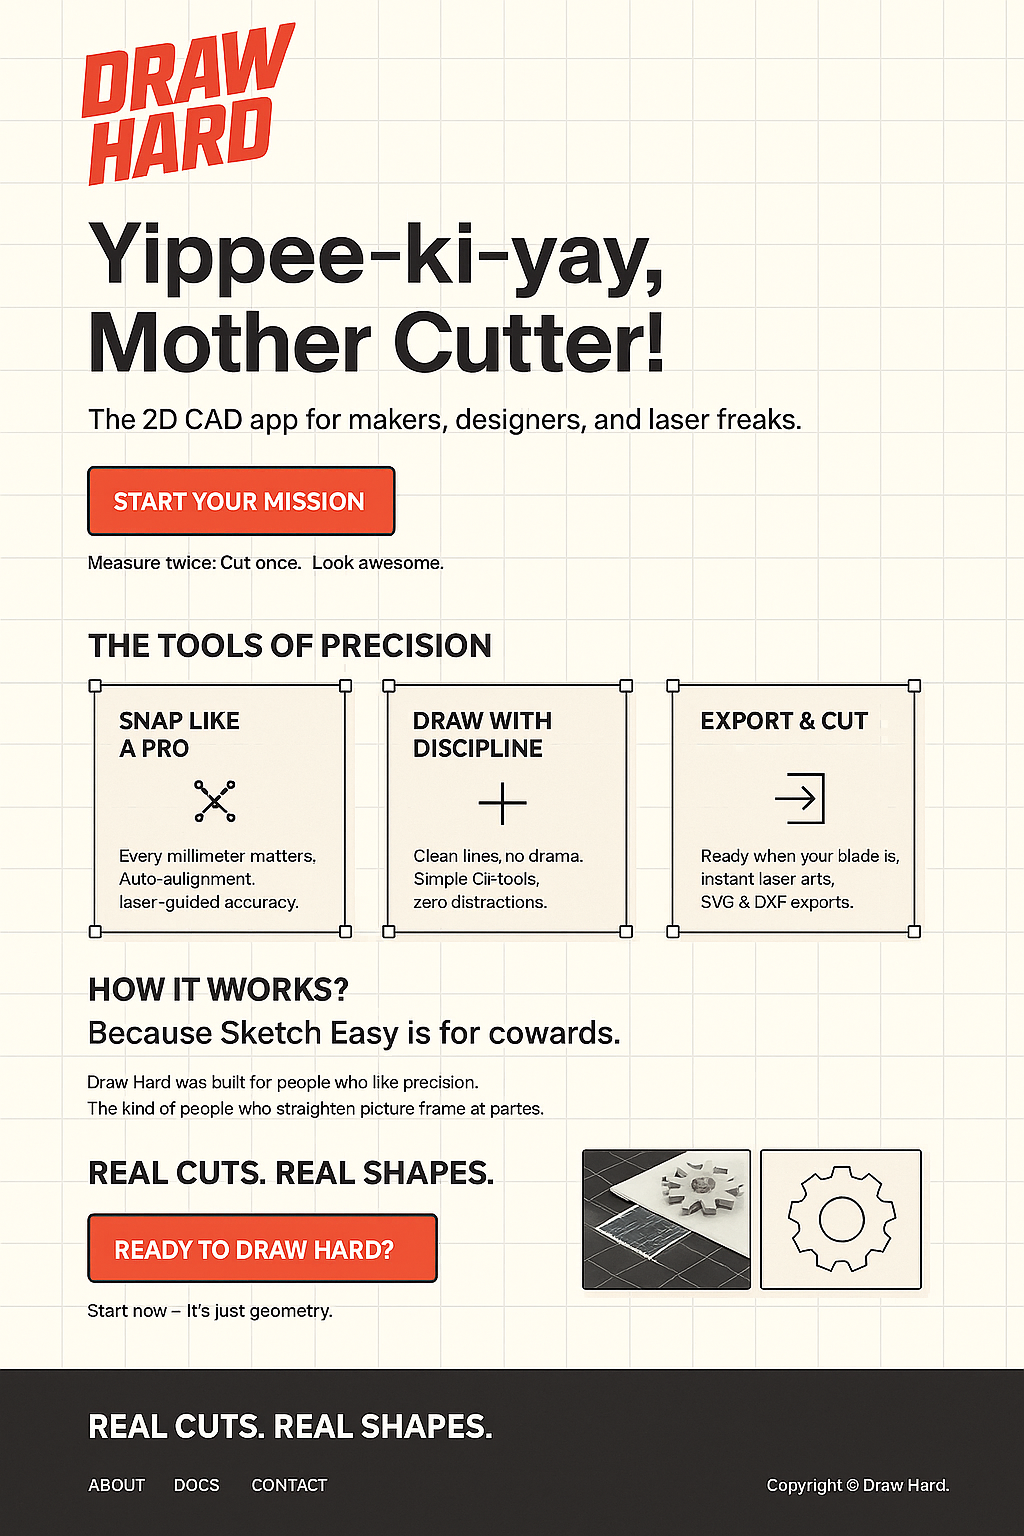 DRAW
HARD
Yippee-ki-yay,
Mother Cutter!
The 2D CAD app for makers, designers, and laser freaks.
START YOUR MISSION
Measure twice: Cut once. Look awesome.
THE TOOLS OF PRECISION
SNAP LIKE
A PRO
Every millimeter matters,
Auto-aulignment.
laser-guided accuracy.
DRAW WITH
DISCIPLINE
Clean lines, no drama.
Simple
zero distractions.
EXPORT & CUT
Ready when your blade is,
instant laser arts,
SVG & DXF exports.
HOW IT WORKS?
Because Sketch Easy is for cowards.
Draw Hard was built for people who like precision.
The kind of people who straighten picture frame at partes.
REAL CUTS. REAL SHAPES.
READY TO DRAW HARD?
Start now – It's just geometry.
REAL CUTS. REAL SHAPES.
ABOUT DOCS CONTACT
Copyright © Draw Hard.